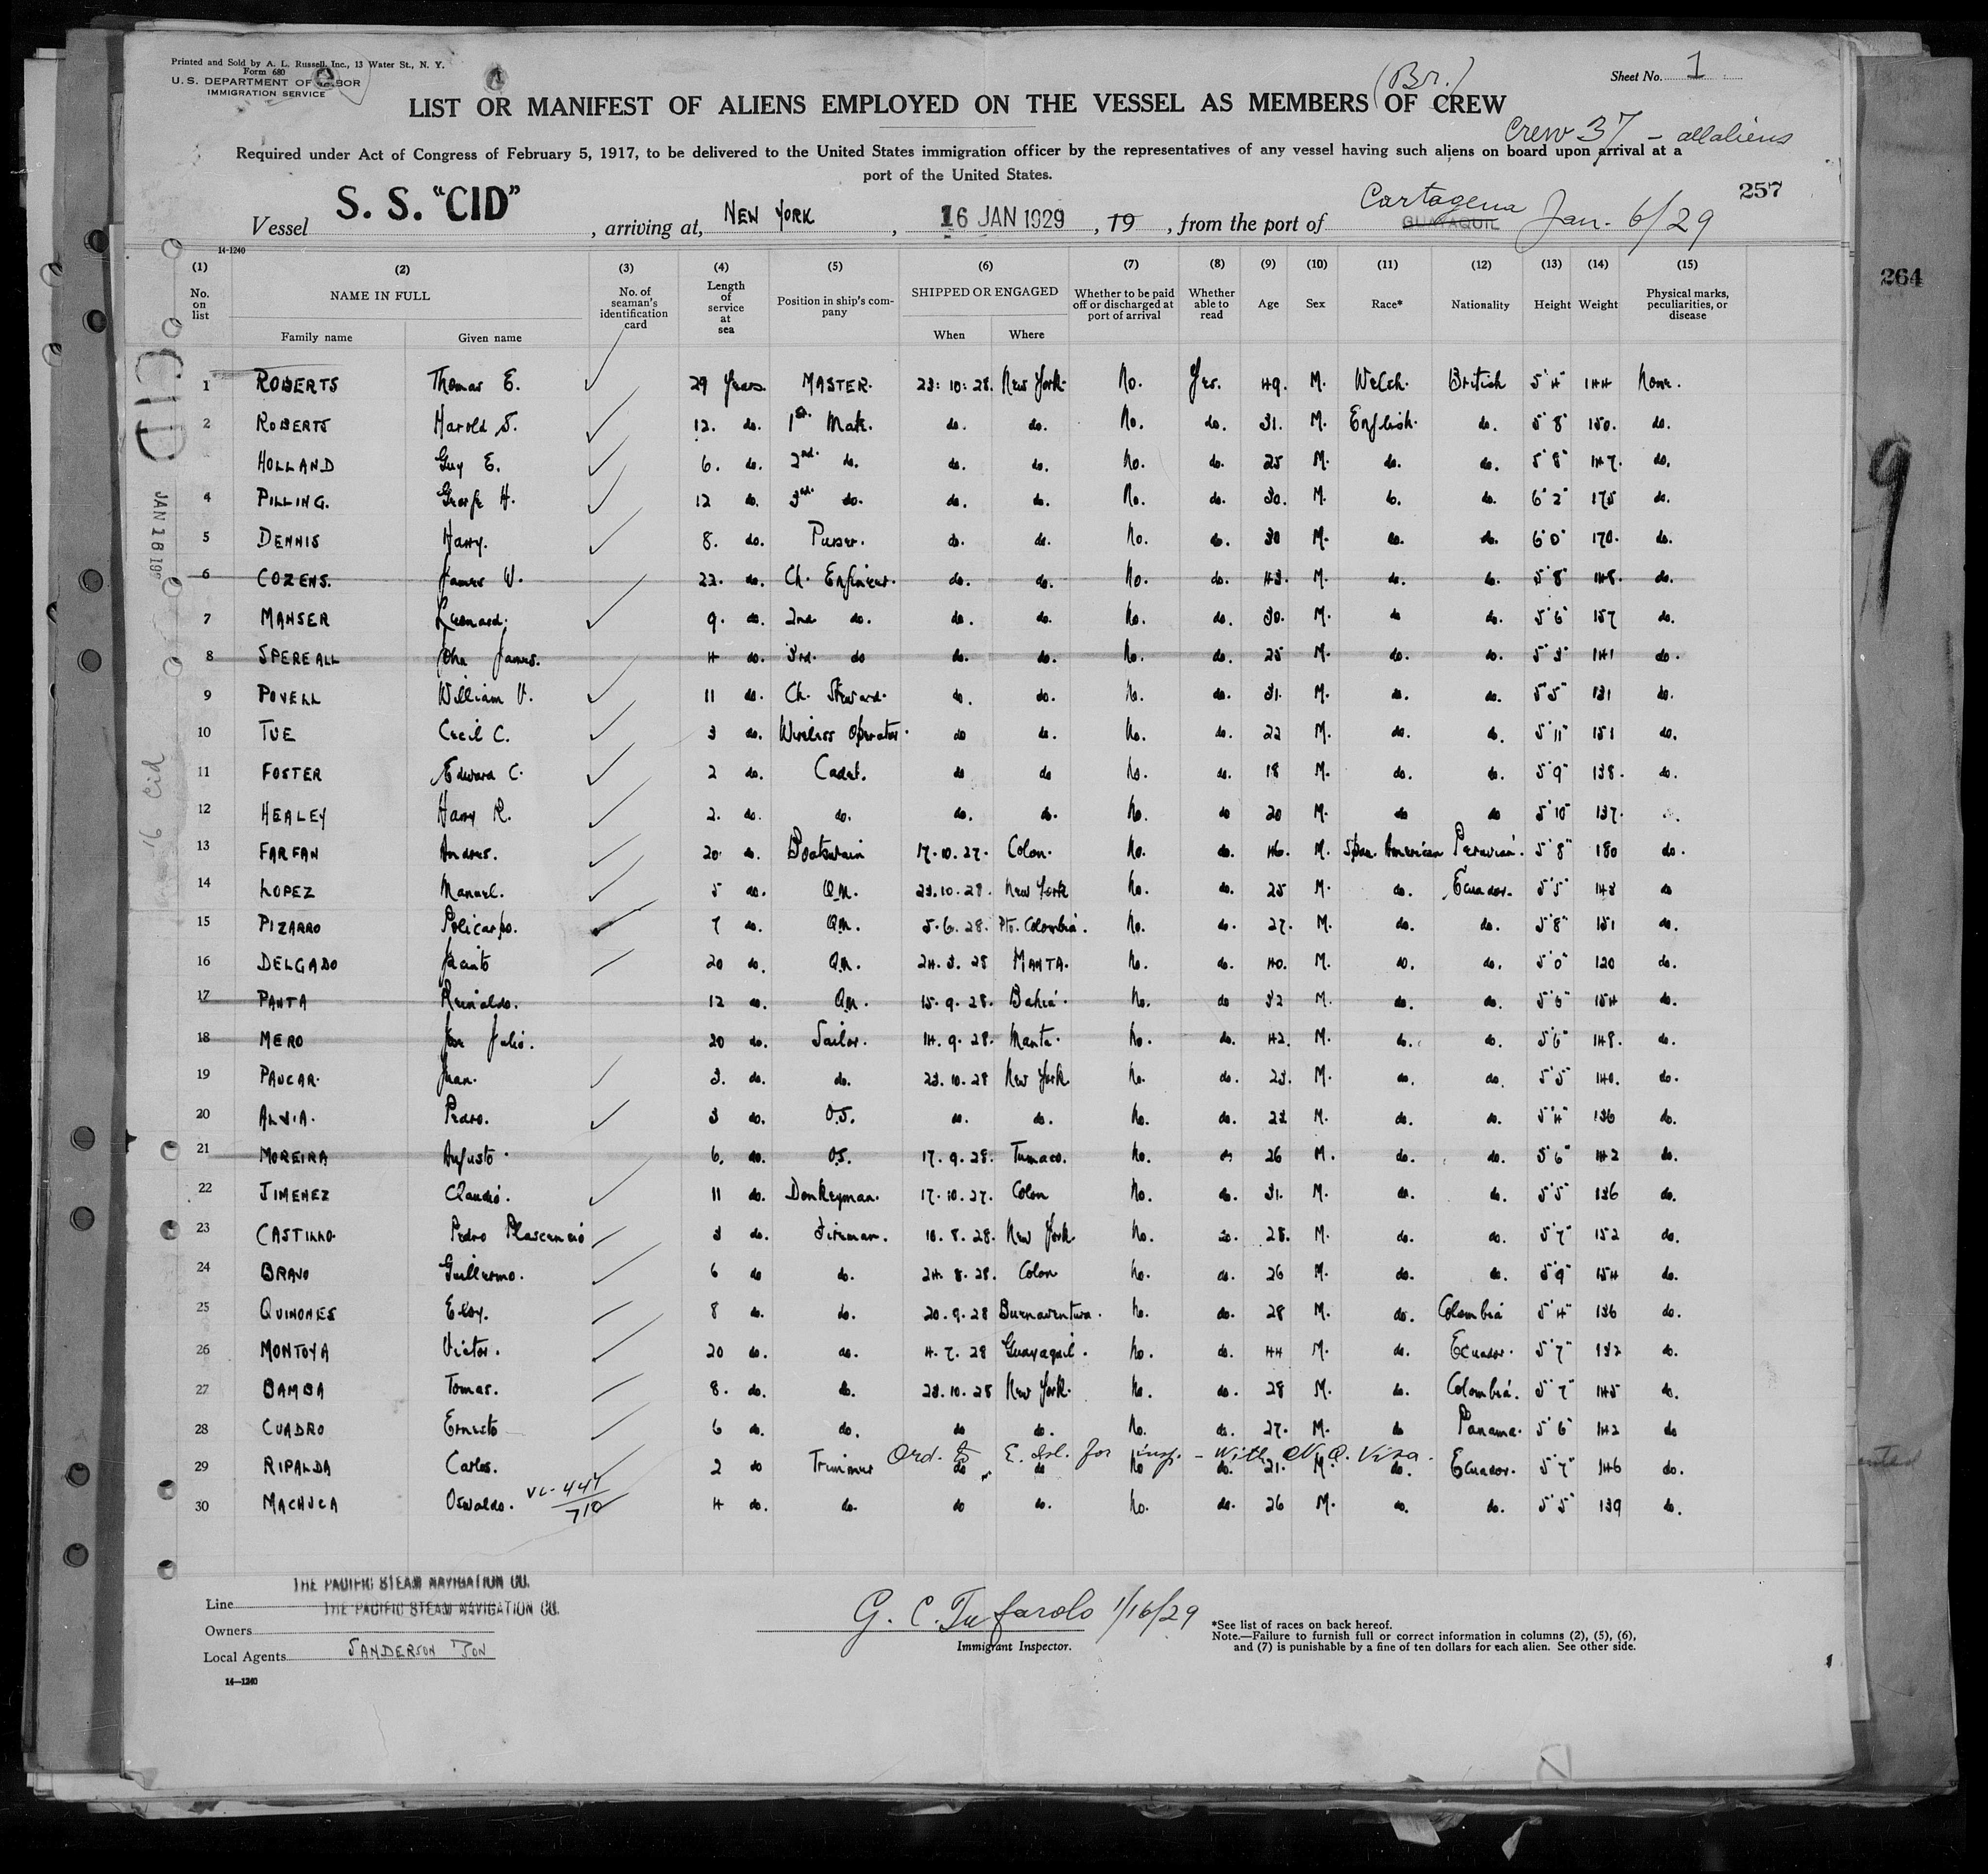 Printed and Sold by A. L. Russell, Inc., 13 Water St., N. Y.
Form 680
U. S. DEPARTMENT OF LABOR
IMMIGRATION SERVICE
Sheet No. 1
(Br.)
LIST OR MANIFEST OF ALIENS EMPLOYED ON THE VESSEL AS MEMBERS OF CREW
Crew 37 - all aliens
Required under Act of Congress of February 5, 1917, to be delivered to the United States immigration officer by the representatives of any vessel having such aliens on board upon arrival at a
port of the United States.
257
Vessel S. S. "CID", arriving at, NEW YORK, 16 JAN 1929, 19, from the port of GUAYAQUIL Cartagena Jan. 6/29
14-1240
264
(1) (2) (3) (4) (5) (6) (7) (8) (9) (10) (11) (12) (13) (14) (15)
No. on list NAME IN FULL No. of seaman's identification card Length of service at sea Position in ship's company SHIPPED OR ENGAGED Whether to be paid off or discharged at port of arrival Whether able to read Age Sex Race* Nationality Height Weight Physical marks, peculiarities, or disease
Family name Given name When Where
1 ROBERTS Thomas E. 29 Years MASTER. 23.10.28. New York. No. Yes. 49. M. Welch. British 5'4" 144 None.
2 ROBERTS Harold S. 12. do. 1st Mate. do. do. No. do. 31. M. English. do. 5'8" 150. do.
HOLLAND Guy E. 6. do. 2nd. do. do. do. No. do. 25 M. do. do. 5'8" 147. do.
4 PILLING. George H. 12 do. 3rd. do. do. do. No. do. 30. M. do. do. 6'2" 175 do.
5 DENNIS Harry. 8. do. Purser. do. do. No. do. 30 M. do. do. 6'0" 170. do.
6 COZENS. James W. 22. do. Ch. Engineer. do. do. No. do. 43. M. do. do. 5'8" 148. do.
7 MANSER Leonard. 9. do. 2nd do. do. do. No. do. 30. M. do do. 5'6" 157 do.
8 SPEREALL John James. 4 do. 3rd. do do. do. No. do. 25 M. do. do. 5'3" 141 do.
9 POVELL William V. 11 do. Ch. Steward. do do. No. do. 31. M. do. do. 5'5" 131 do.
10 TUE Cecil C. 3 do. Wireless Operator. do do. No. do. 22 M. do. do. 5'11" 151 do.
11 FOSTER Edward C. 2 do. Cadet. do do No. do. 18 M. do. do. 5'9" 138. do.
12 HEALEY Harry R. 2. do. do. do. do. No. do 20 M. do do 5'10" 137.
13 FARFAN Andres. 20 do. Boatswain 17.10.27. Colon. No. do. 46. M. Span. American Peruvian. 5'8" 180 do.
14 LOPEZ Manuel. 5 do. Q.M. 23.10.28. New York No. do. 25 M. do. Ecuador. 5'5" 143 do
15 PIZARRO Policarpo. 7 do. Q.M. 5.6.28. Pto. Colombia. No. do. 27. M. do. do. 5'8" 151 do.
16 DELGADO Jacinto 20 do. Q.M. 24.3.28 MANTA. No. do. 40. M. do. do. 5'0" 120 do.
17 PANTA Reinaldo. 12 do. Q.M. 15.9.28. Bahia. No. do 32 M. do. do. 154 do.
18 MERO Jose Julio. 20 do. Sailor. 14.9.28. Manta. No. do. 42. M. do. do. 5'6" 148. do.
19 PAUCAR. Juan. 3. do. do. 23.10.28 New York No. do. 23. M. do. do. 5'5" 140. do.
20 ALVIA. Pedro. 3 do. O.S. do. do. No. do. 22 M. do. do. 5'4" 136 do.
21 MOREIRA Augusto. 6. do. O.S. 17.9.28. Tumaco. No. do 26 M. do. do. 5'6" 142 do.
22 JIMENEZ Claudio. 11 do. Donkeyman. 17.10.27. Colon No. do. 31. M. do. do. 5'5" 136 do.
23 CASTILLO. Pedro Plascencio 3 do. Fireman. 10.8.28. New York. No. do. 28. M. do. do. 5'7" 152 do.
24 BRAVO Guillermo. 6 do do. 24.8.28. Colon No. do. 26 M. do. do. 5'9" 154 do.
25 QUINONES Eloy. 8 do. do. 20.9.28 Buenaventura. No. do. 28 M. do. Colombia 5'4" 136 do.
26 MONTOYA Victor. 20 do. do. 4.7.28 Guayaquil. No. do. 44 M. do. Ecuador. 5'7" 132 do.
27 BAMBA Tomas. 8. do. do. 23.10.28 New York. No. do. 28 M. do. Colombia. 5'7" 145 do.
28 CUADRO Ernesto 6 do. do. do do. No. do. 27. M. do Panama. 5'6" 142 do
Ord. to E. Isl. for insp. - With N.Q. Visa.
29 RIPALDA Carlos. 2 do Trimmer do do No do. 21. M. do. Ecuador. 5'7" 146 do.
30 MACHUCA Oswaldo. VL-447/710 4 do. do. do do. No. do. 26 M. do. do. 5'5" 139 do.
CID
JAN 16
16 Cid
9
THE PACIFIC STEAM NAVIGATION CO.
Line THE PACIFIC STEAM NAVIGATION CO.
Owners
Local Agents SANDERSON & SON
14-1240
G. C. Tufarolo 1/16/29
Immigrant Inspector.
*See list of races on back hereof.
Note.—Failure to furnish full or correct information in columns (2), (5), (6),
and (7) is punishable by a fine of ten dollars for each alien. See other side.